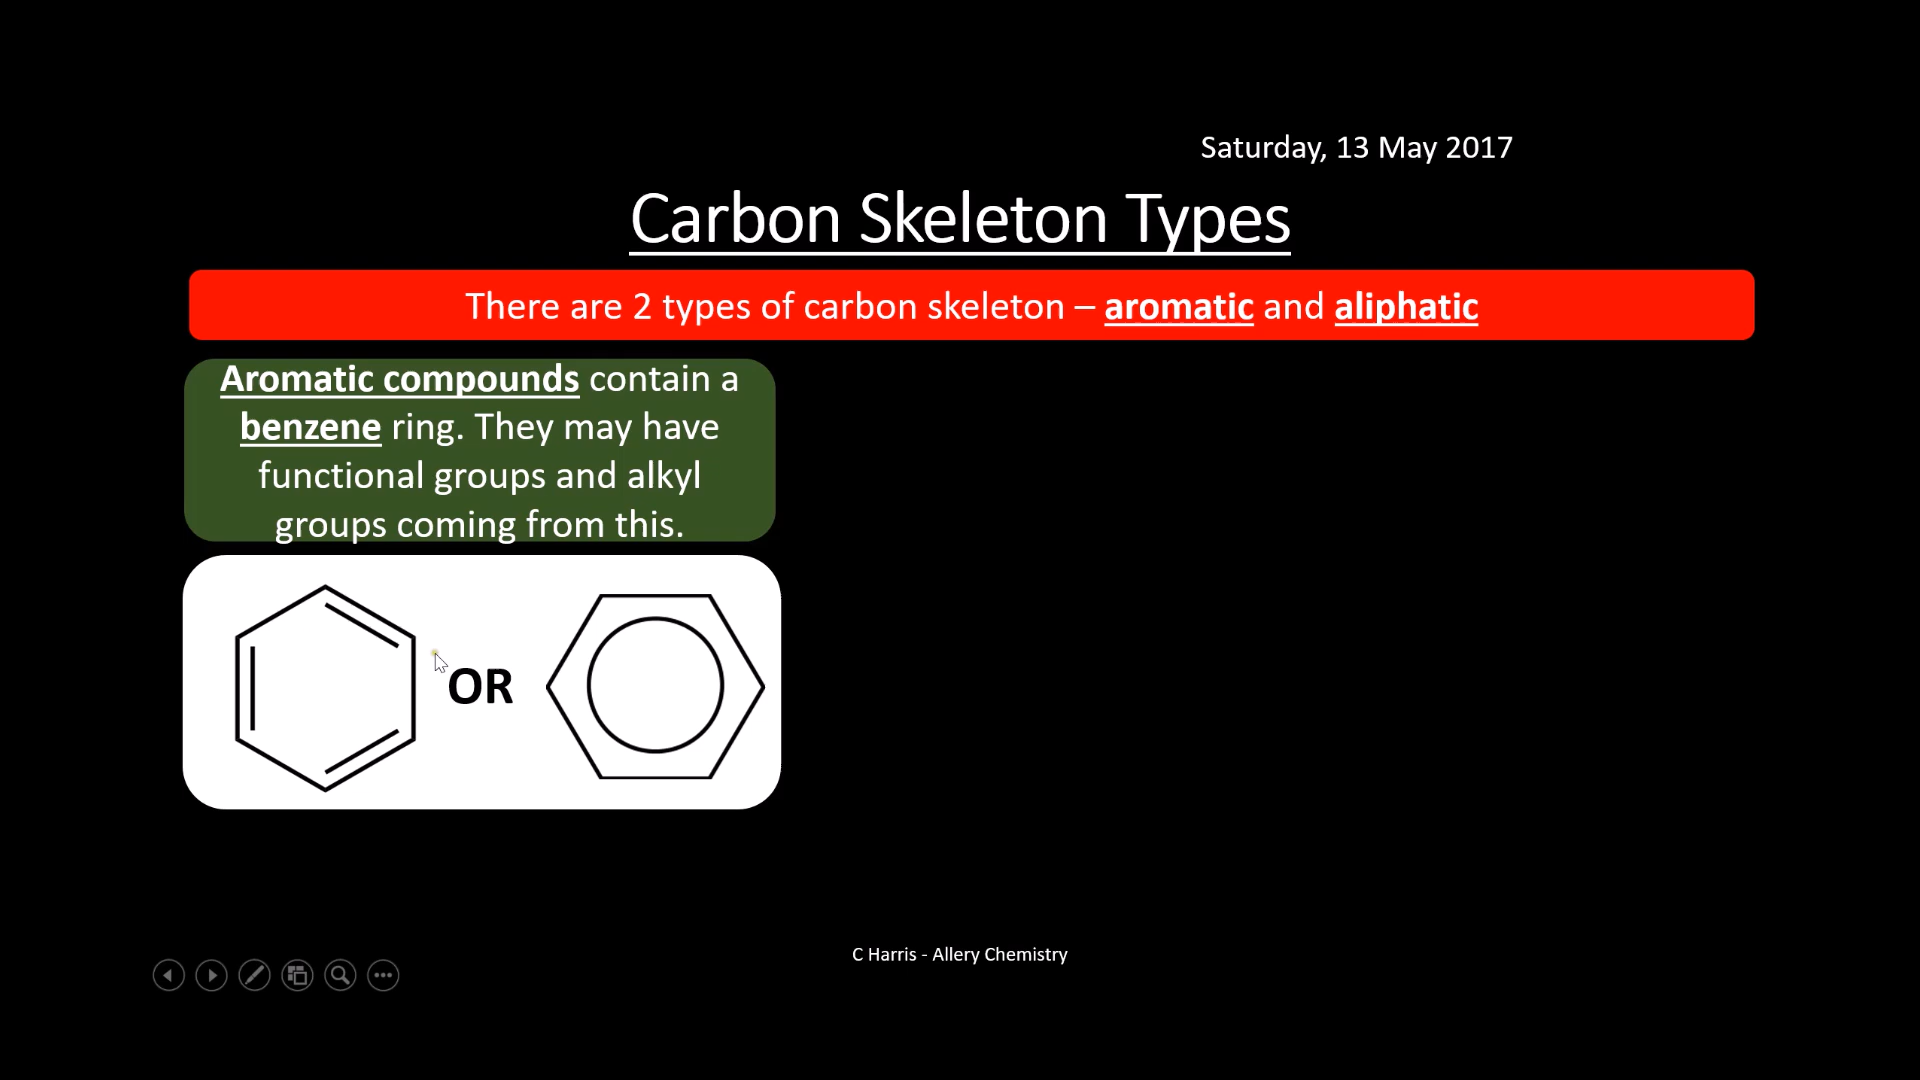 Saturday, 13 May 2017
Carbon Skeleton Types
There are 2 types of carbon skeleton – aromatic and aliphatic
Aromatic compounds contain a
benzene ring. They may have
functional groups and alkyl
groups coming from this.
OR
C Harris - Allery Chemistry